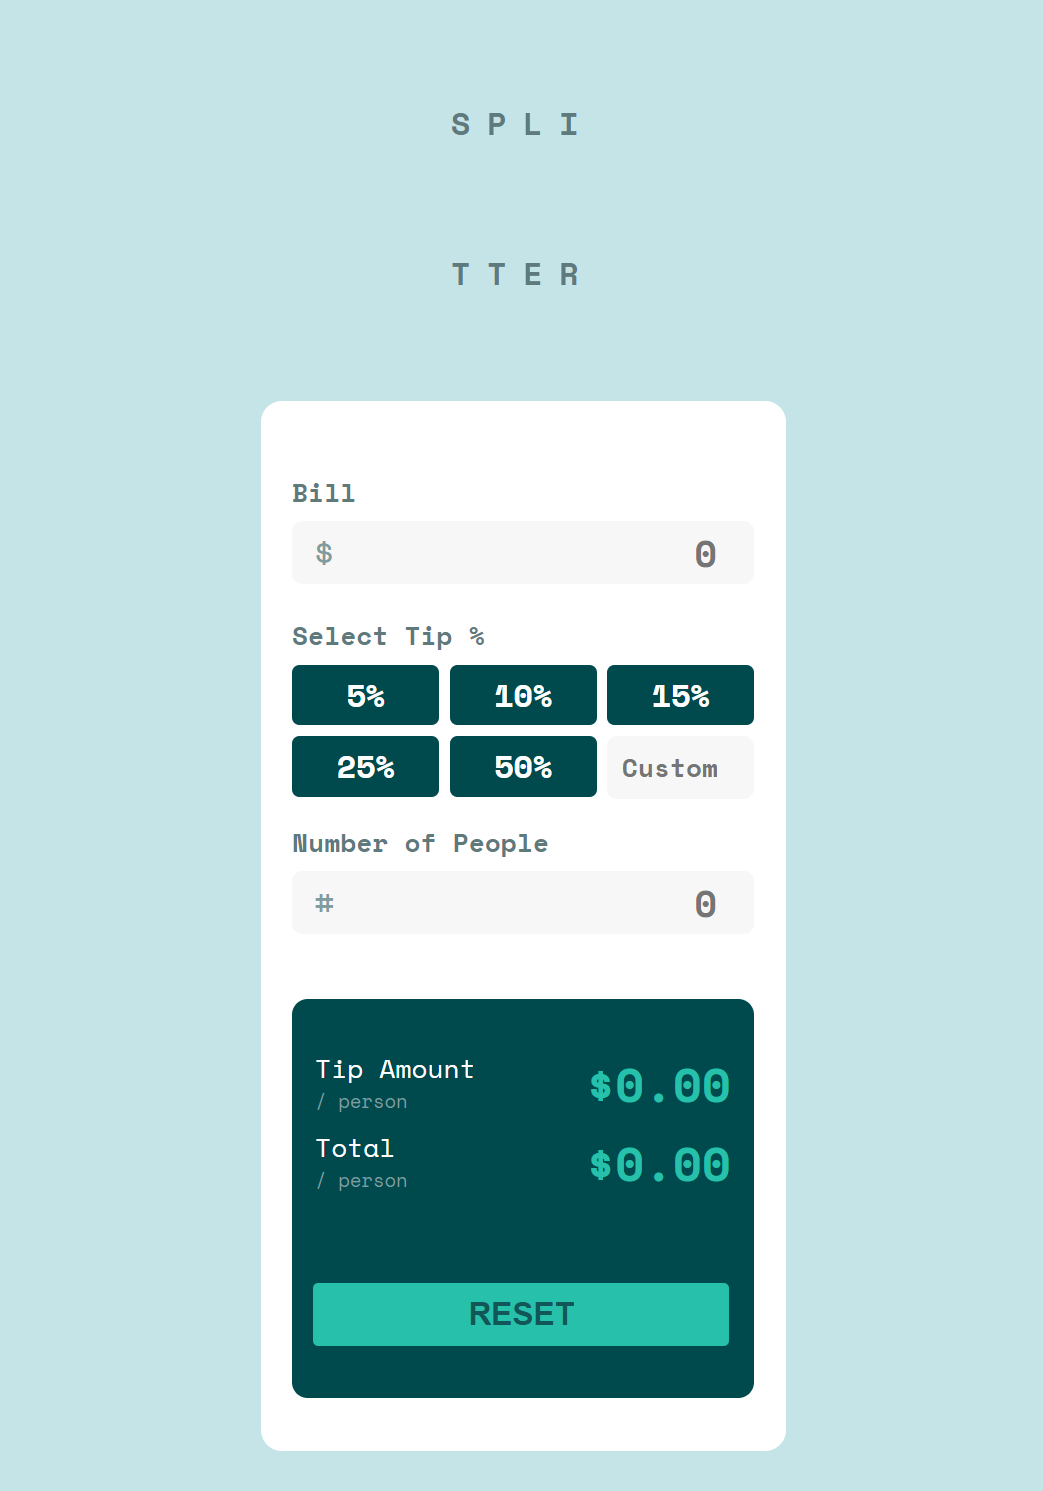 S P L I
T T E R
Bill
$ 0
Select Tip %
5% 10% 15%
25% 50% Custom
Number of People
# 0
Tip Amount
/ person
$0.00
Total
/ person
$0.00
RESET